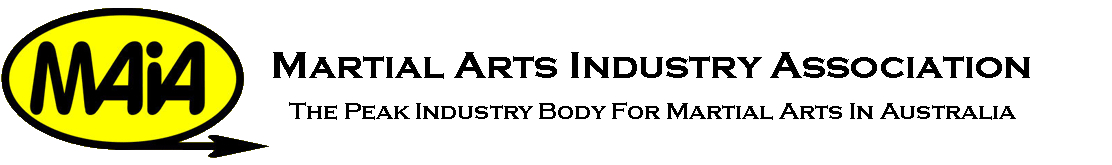 MAiA
Martial Arts Industry Association
The Peak Industry Body For Martial Arts In Australia